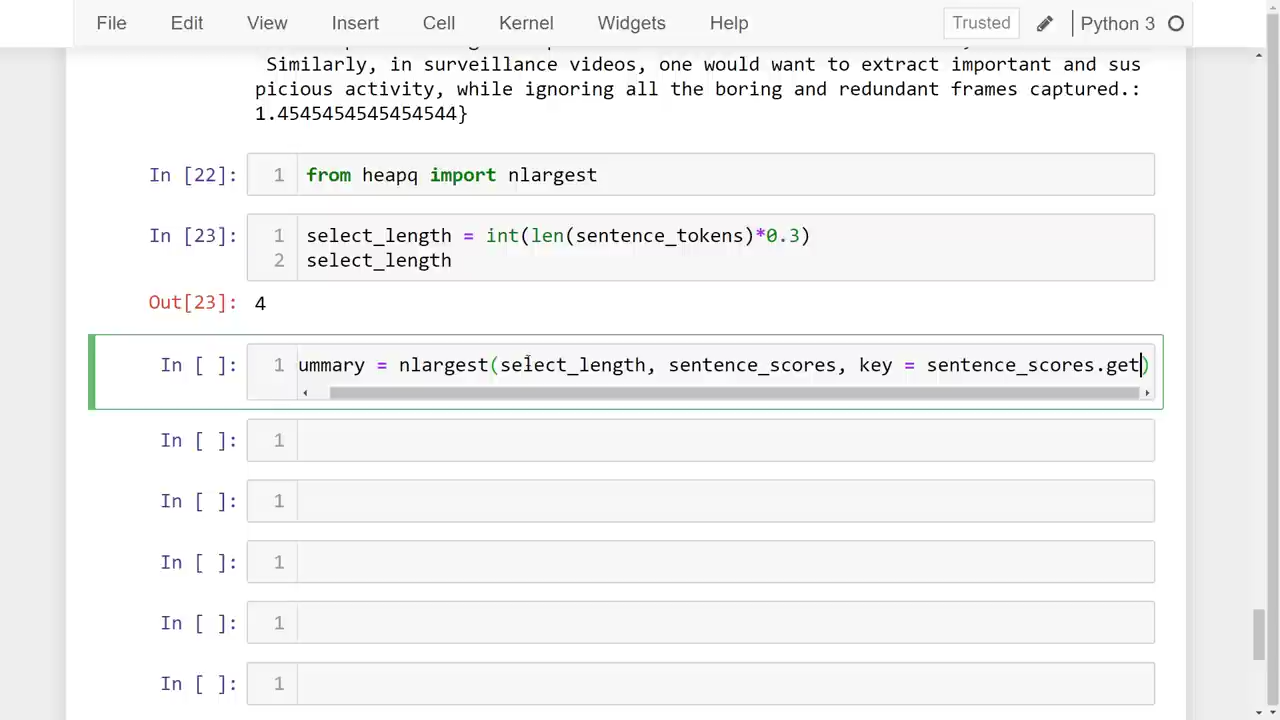 File Edit View Insert Cell Kernel Widgets Help Trusted Python 3
Similarly, in surveillance videos, one would want to extract important and sus
picious activity, while ignoring all the boring and redundant frames captured.:
1.4545454545454544}
In [22]: 1 from heapq import nlargest
In [23]: 1 select_length = int(len(sentence_tokens)*0.3)
2 select_length
Out[23]: 4
In [ ]: 1 ummary = nlargest(select_length, sentence_scores, key = sentence_scores.get)
In [ ]: 1
In [ ]: 1
In [ ]: 1
In [ ]: 1
In [ ]: 1